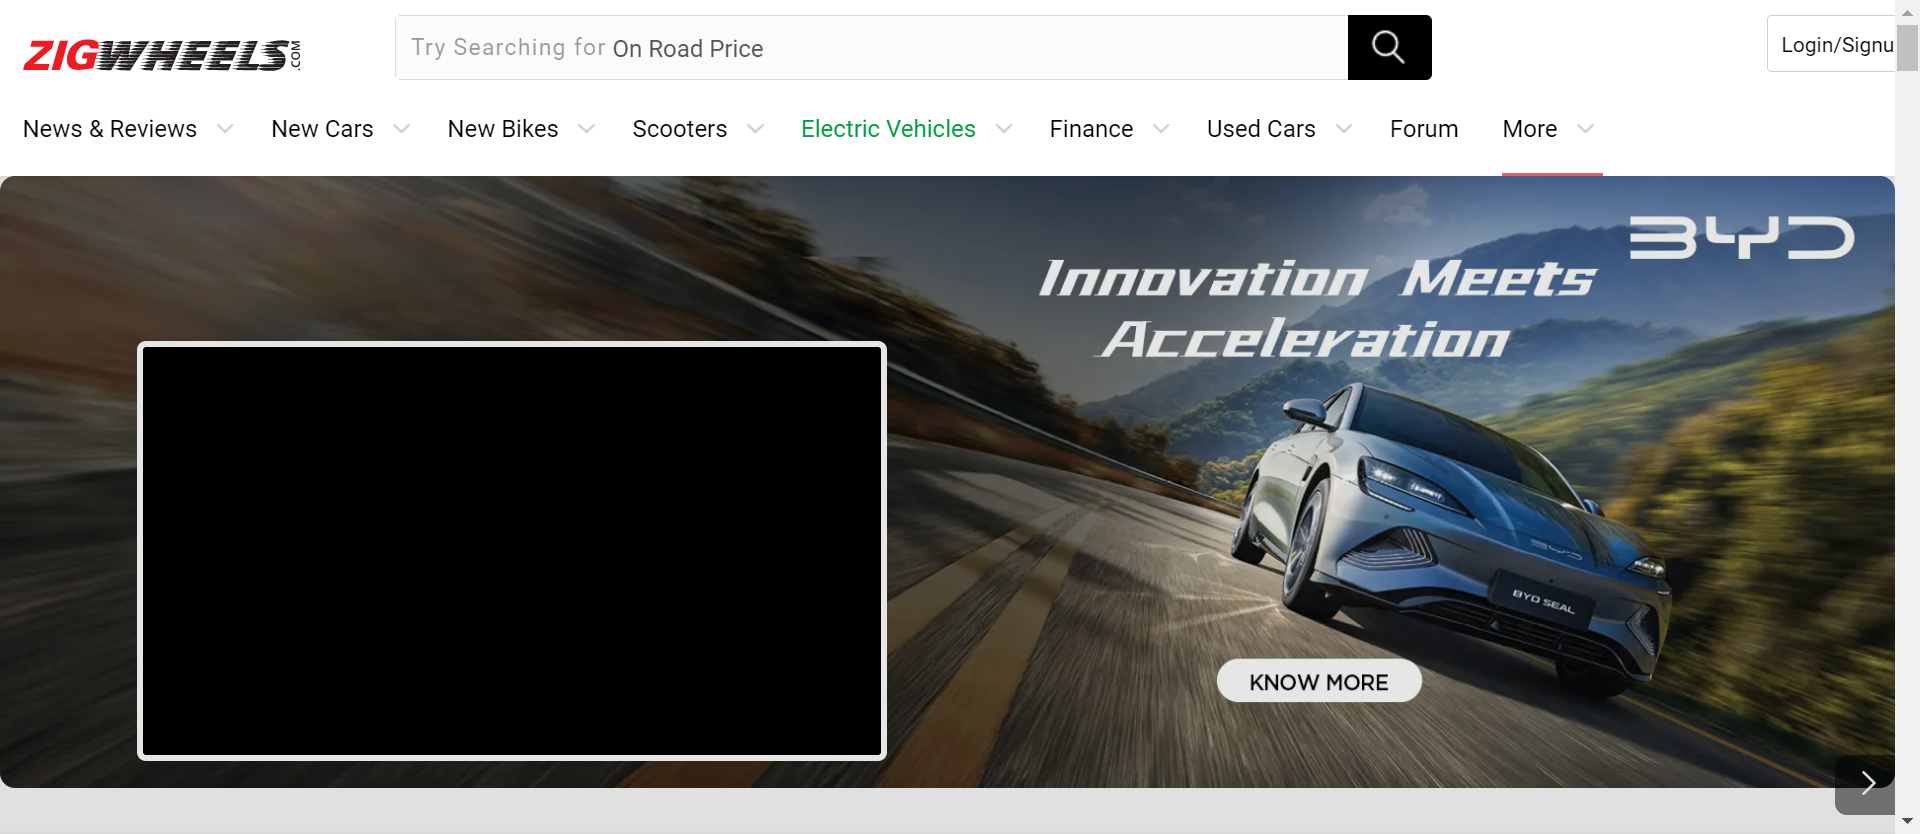 ZIGWHEELS.COM
Try Searching for On Road Price
Login/Signu
News & Reviews
New Cars
New Bikes
Scooters
Electric Vehicles
Finance
Used Cars
Forum
More
BYD
Innovation Meets
Acceleration
BYD
BYD SEAL
KNOW MORE